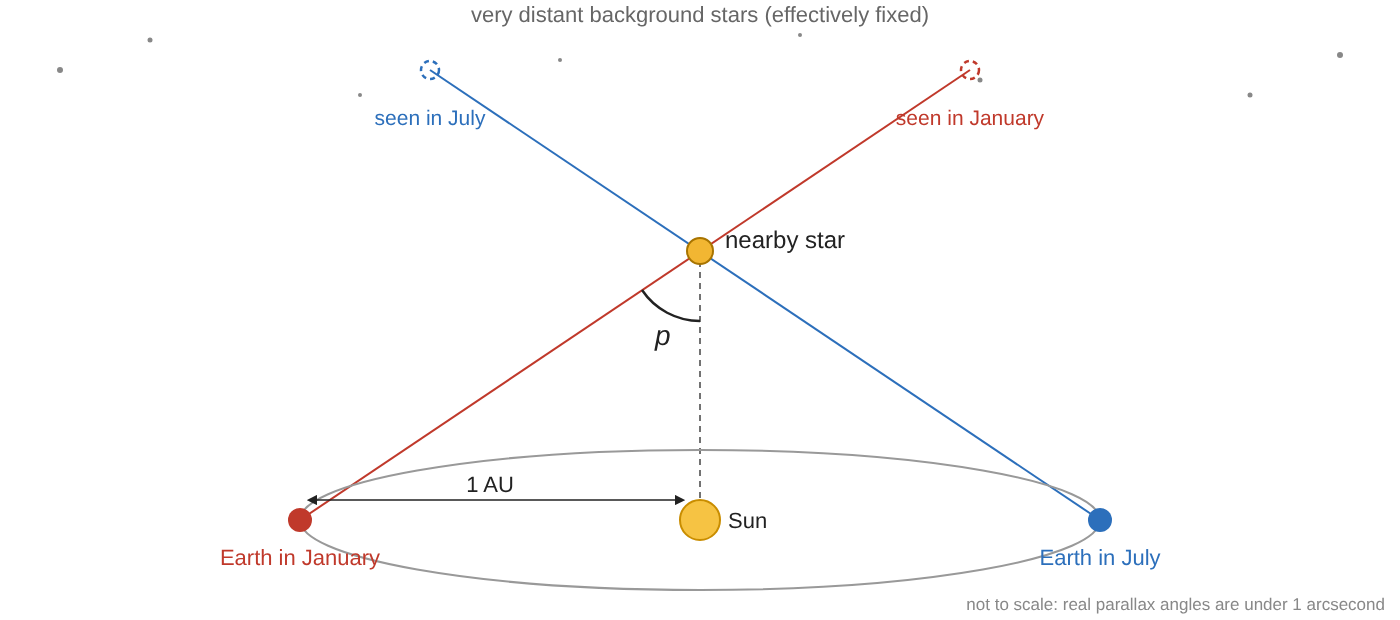 very distant background stars (effectively fixed)
seen in July
seen in January
nearby star
p
1 AU
Sun
Earth in January
Earth in July
not to scale: real parallax angles are under 1 arcsecond